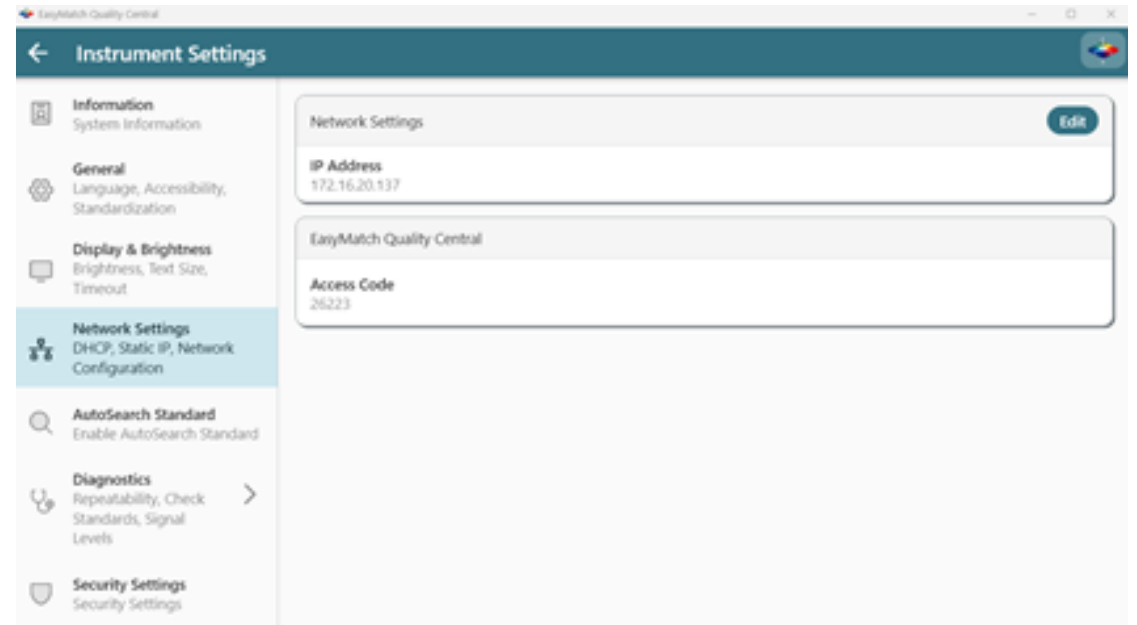 EasyMatch Quality Central
Instrument Settings
Information
System Information
General
Language, Accessibility,
Standardization
Display & Brightness
Brightness, Text Size,
Timeout
Network Settings
DHCP, Static IP, Network
Configuration
AutoSearch Standard
Enable AutoSearch Standard
Diagnostics
Repeatability, Check
Standards, Signal
Levels
Security Settings
Security Settings
Network Settings
Edit
IP Address
172.16.20.137
EasyMatch Quality Central
Access Code
26223